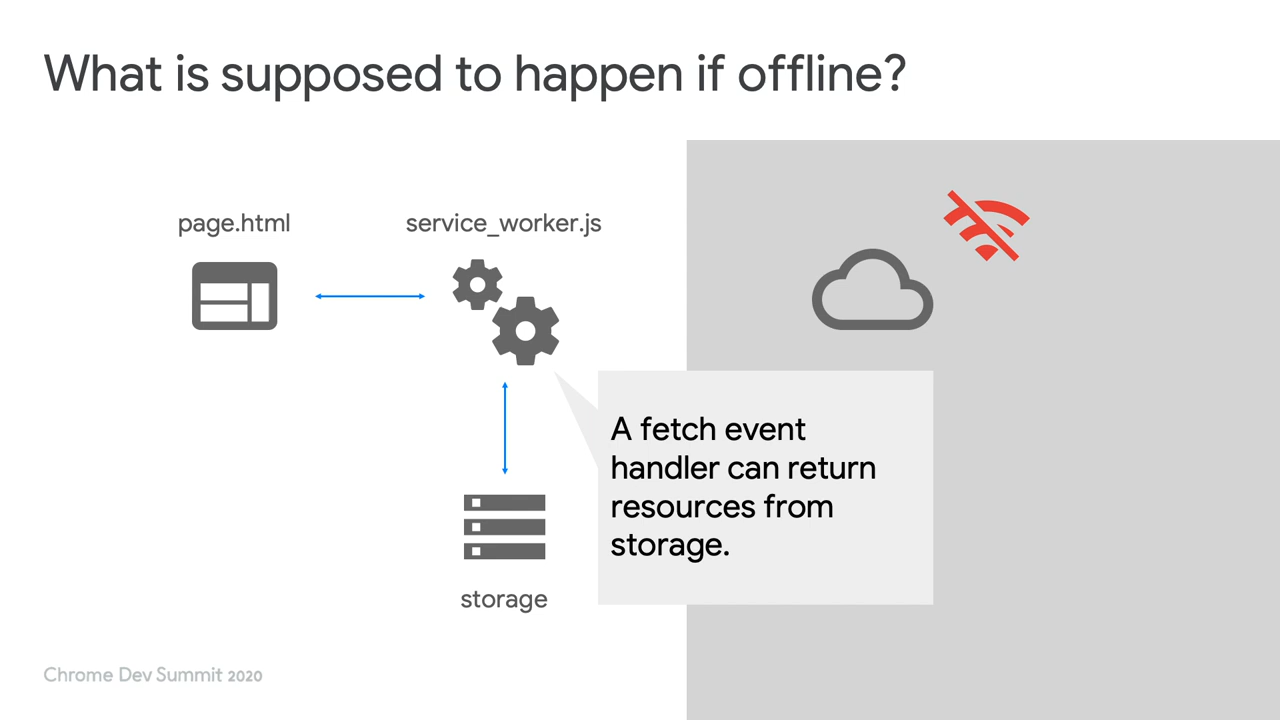 What is supposed to happen if offline?
page.html
service_worker.js
A fetch event
handler can return
resources from
storage.
storage
Chrome Dev Summit 2020